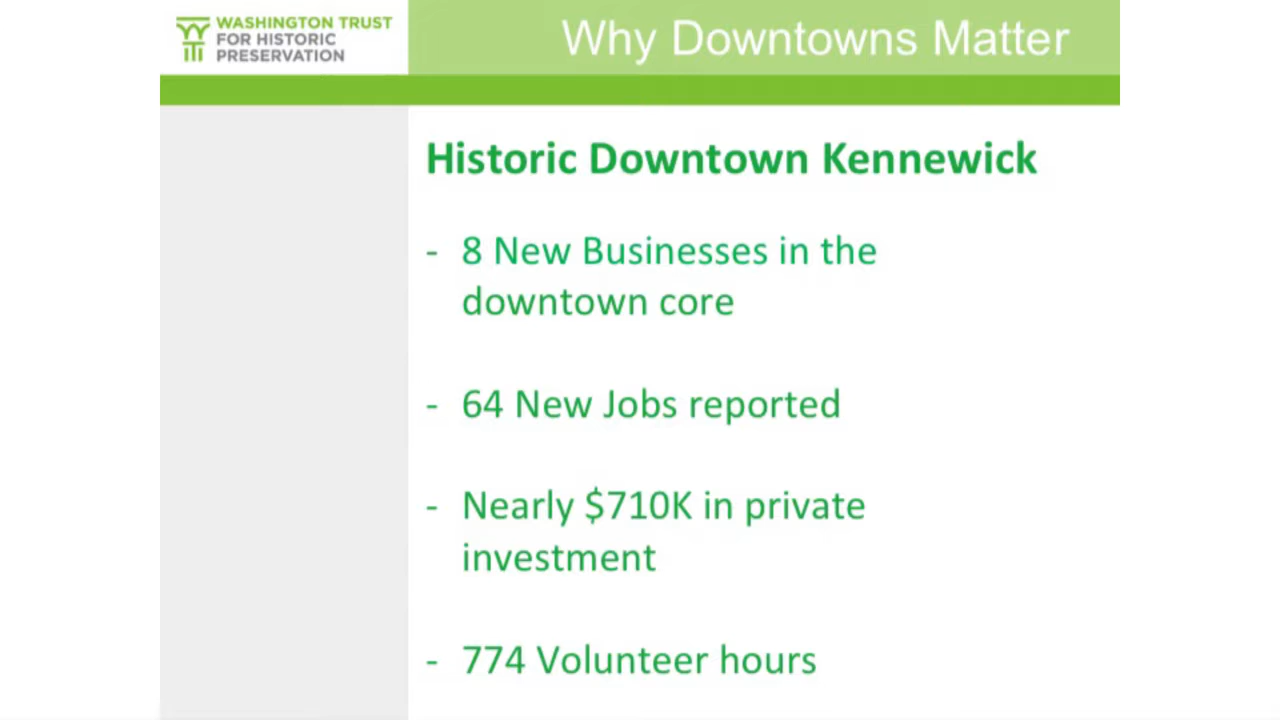 WASHINGTON TRUST
FOR HISTORIC
PRESERVATION
Why Downtowns Matter
Historic Downtown Kennewick
- 8 New Businesses in the
downtown core
- 64 New Jobs reported
- Nearly $710K in private
investment
- 774 Volunteer hours